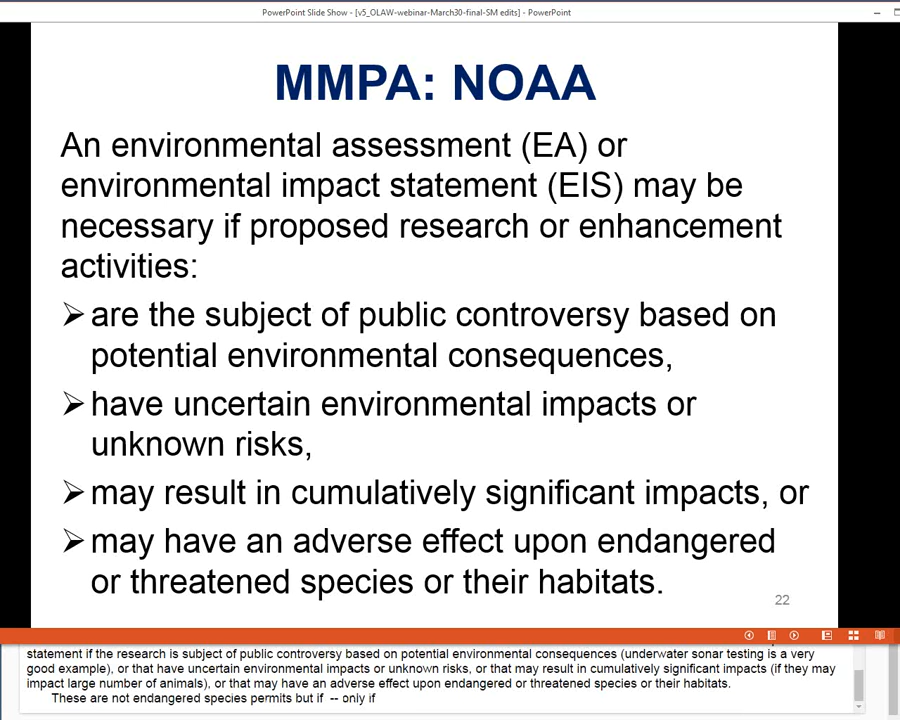 PowerPoint Slide Show - [v5_OLAW-webinar-March30-final-SM edits] - PowerPoint
MMPA: NOAA
An environmental assessment (EA) or
environmental impact statement (EIS) may be
necessary if proposed research or enhancement
activities:
➢are the subject of public controversy based on
potential environmental consequences,
➢have uncertain environmental impacts or
unknown risks,
➢may result in cumulatively significant impacts, or
➢may have an adverse effect upon endangered
or threatened species or their habitats.
22
statement if the research is subject of public controversy based on potential environmental consequences (underwater sonar testing is a very
good example), or that have uncertain environmental impacts or unknown risks, or that may result in cumulatively significant impacts (if they may
impact large number of animals), or that may have an adverse effect upon endangered or threatened species or their habitats.
These are not endangered species permits but if -- only if